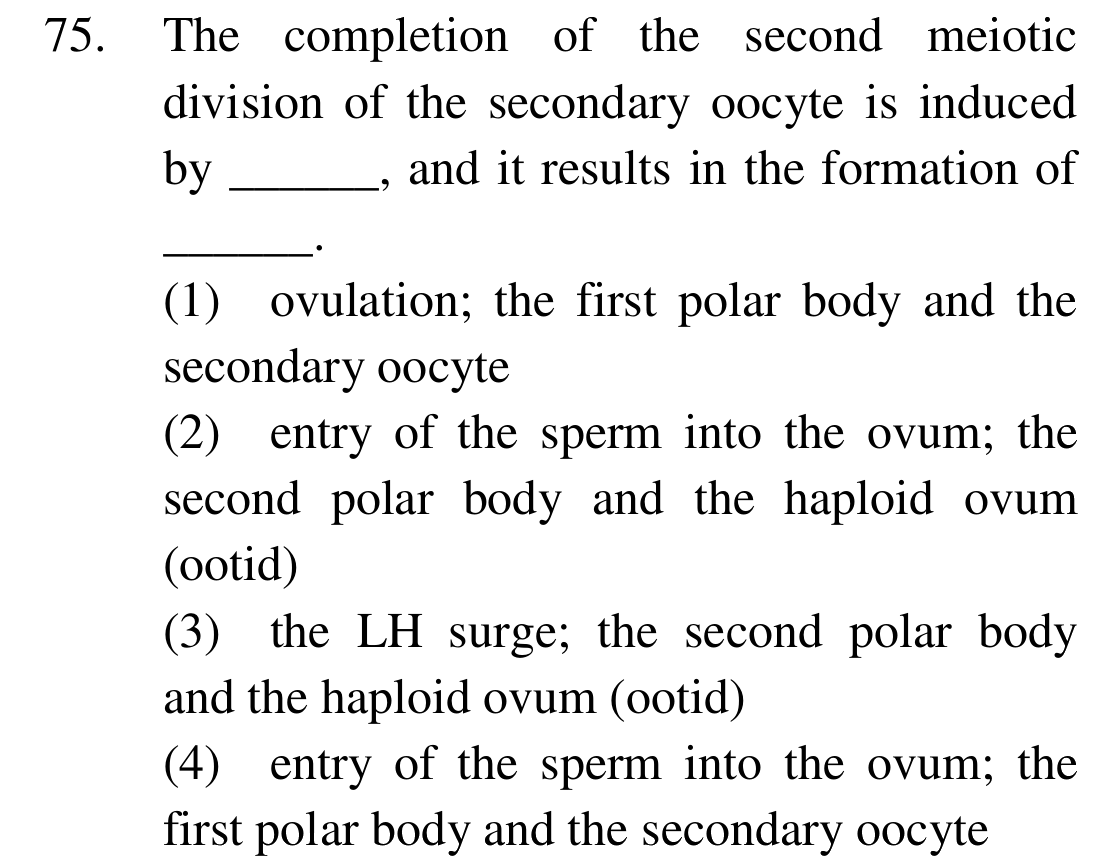 75. The completion of the second meiotic
division of the secondary oocyte is induced
by ______, and it results in the formation of
______.
(1) ovulation; the first polar body and the
secondary oocyte
(2) entry of the sperm into the ovum; the
second polar body and the haploid ovum
(ootid)
(3) the LH surge; the second polar body
and the haploid ovum (ootid)
(4) entry of the sperm into the ovum; the
first polar body and the secondary oocyte